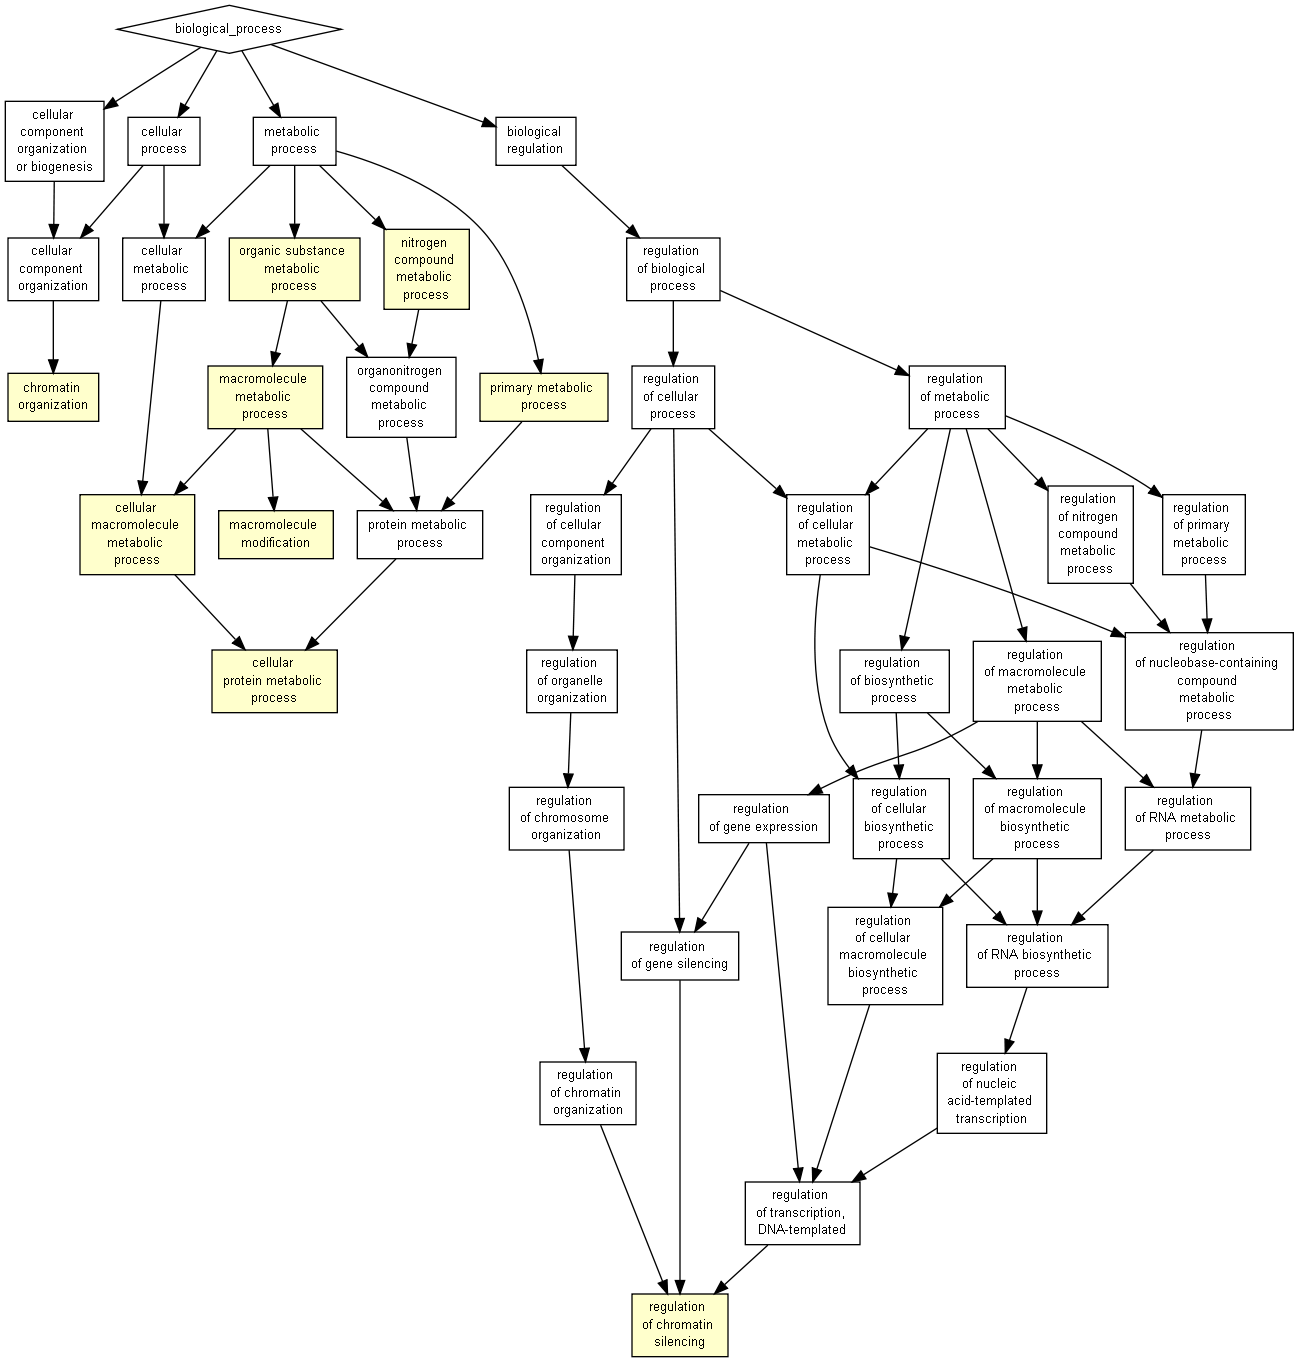 biological_process
cellular
component
organization
or biogenesis
cellular
process
metabolic
process
biological
regulation
cellular
component
organization
cellular
metabolic
process
organic substance
metabolic
process
nitrogen
compound
metabolic
process
regulation
of biological
process
chromatin
organization
macromolecule
metabolic
process
organonitrogen
compound
metabolic
process
primary metabolic
process
regulation
of cellular
process
regulation
of metabolic
process
cellular
macromolecule
metabolic
process
macromolecule
modification
protein metabolic
process
regulation
of cellular
component
organization
regulation
of cellular
metabolic
process
regulation
of nitrogen
compound
metabolic
process
regulation
of primary
metabolic
process
cellular
protein metabolic
process
regulation
of organelle
organization
regulation
of biosynthetic
process
regulation
of macromolecule
metabolic
process
regulation
of nucleobase-containing
compound
metabolic
process
regulation
of chromosome
organization
regulation
of gene expression
regulation
of cellular
biosynthetic
process
regulation
of macromolecule
biosynthetic
process
regulation
of RNA metabolic
process
regulation
of gene silencing
regulation
of cellular
macromolecule
biosynthetic
process
regulation
of RNA biosynthetic
process
regulation
of chromatin
organization
regulation
of nucleic
acid-templated
transcription
regulation
of transcription,
DNA-templated
regulation
of chromatin
silencing